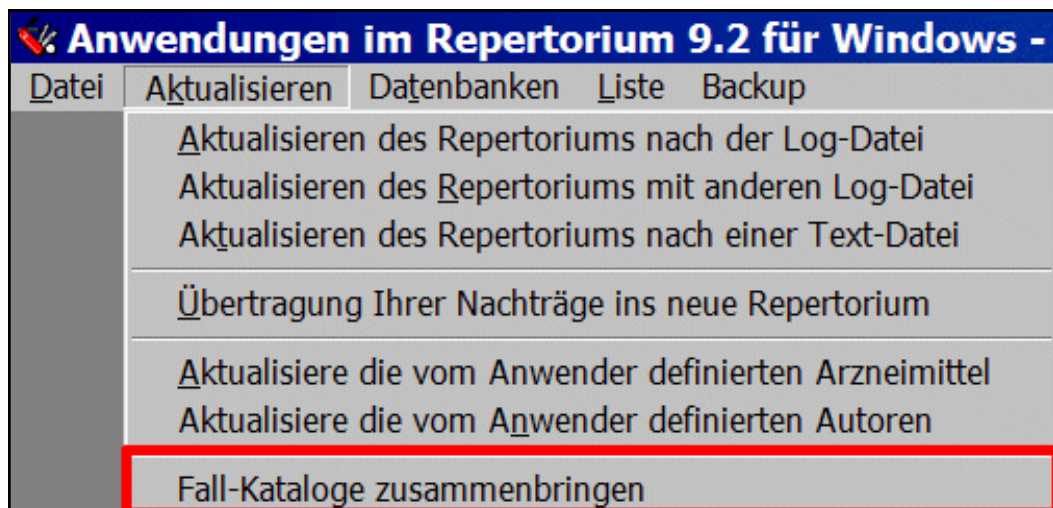 Anwendungen im Repertorium 9.2 für Windows -
Datei Aktualisieren Datenbanken Liste Backup
Aktualisieren des Repertoriums nach der Log-Datei
Aktualisieren des Repertoriums mit anderen Log-Datei
Aktualisieren des Repertoriums nach einer Text-Datei
Übertragung Ihrer Nachträge ins neue Repertorium
Aktualisiere die vom Anwender definierten Arzneimittel
Aktualisiere die vom Anwender definierten Autoren
Fall-Kataloge zusammenbringen